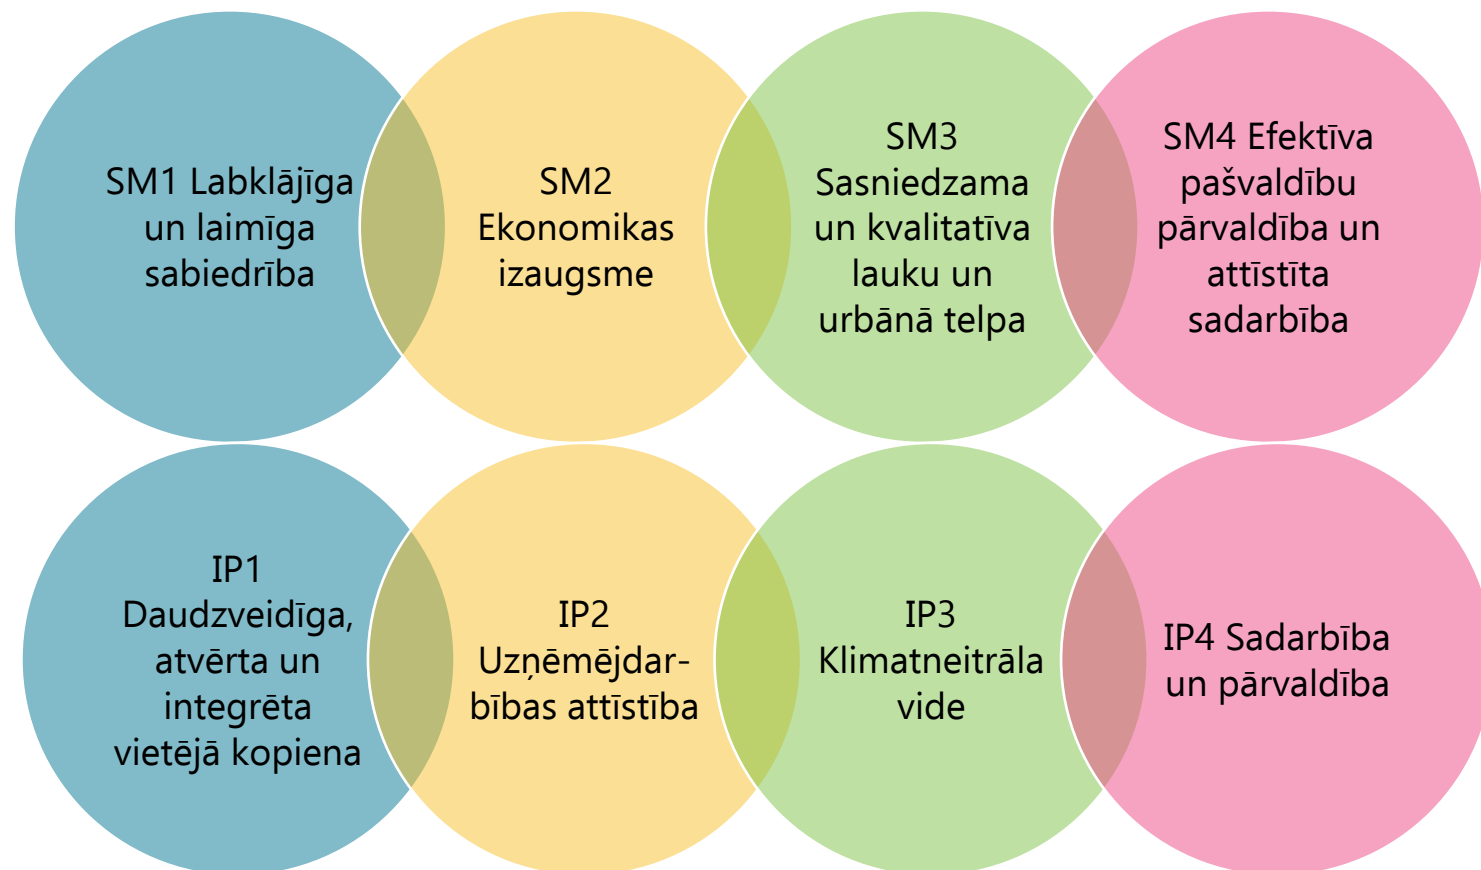 SM1 Labklājīga
un laimīga
sabiedrība
SM2
Ekonomikas
izaugsme
SM3
Sasniedzama
un kvalitatīva
lauku un
urbānā telpa
SM4 Efektīva
pašvaldību
pārvaldība un
attīstīta
sadarbība
IP1
Daudzveidīga,
atvērta un
integrēta
vietējā kopiena
IP2
Uzņēmējdar-
bības attīstība
IP3
Klimatneitrāla
vide
IP4 Sadarbība
un pārvaldība